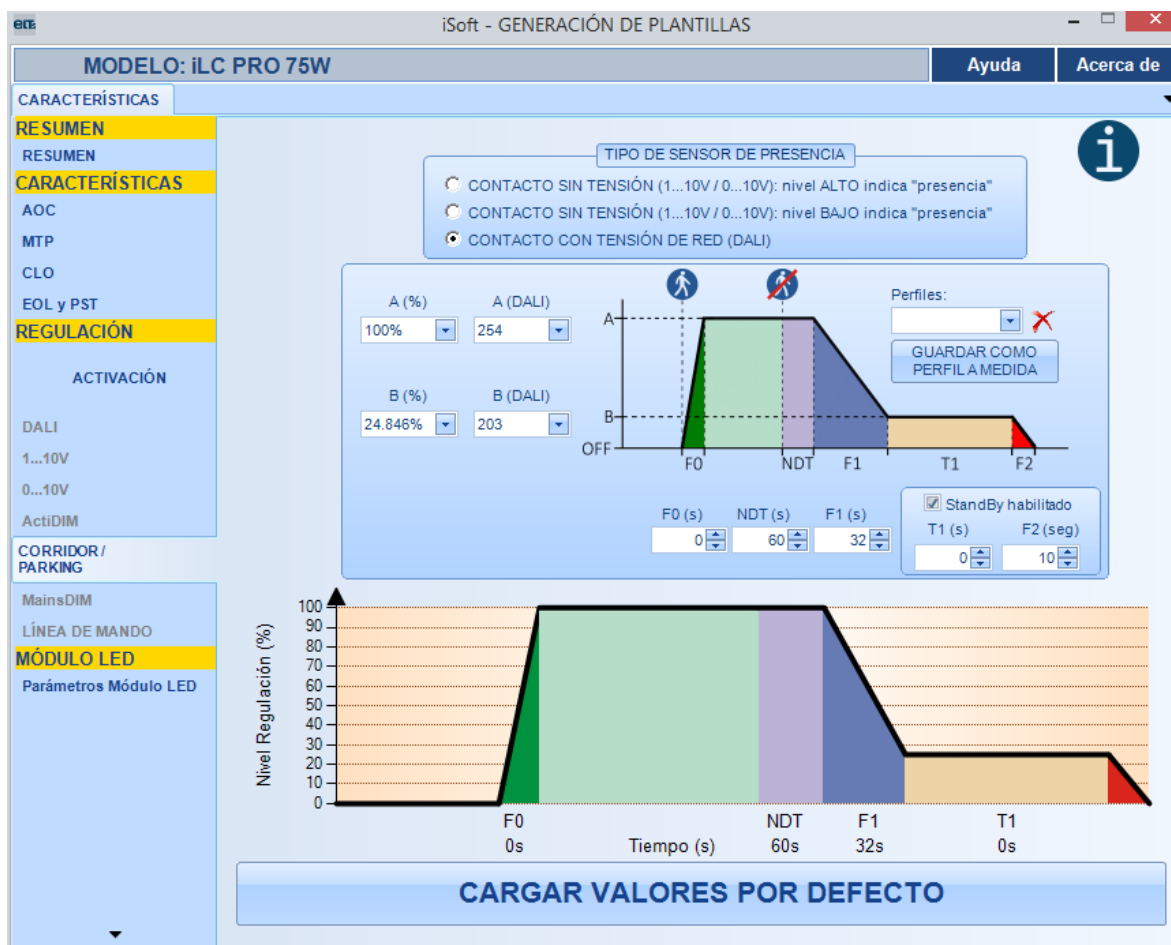 eLT
iSoft - GENERACIÓN DE PLANTILLAS
MODELO: iLC PRO 75W
Ayuda
Acerca de
CARACTERÍSTICAS
RESUMEN
RESUMEN
CARACTERÍSTICAS
AOC
MTP
CLO
EOL y PST
REGULACIÓN
ACTIVACIÓN
DALI
1...10V
0...10V
ActiDIM
CORRIDOR /
PARKING
MainsDIM
LÍNEA DE MANDO
MÓDULO LED
Parámetros Módulo LED
i
TIPO DE SENSOR DE PRESENCIA
CONTACTO SIN TENSIÓN (1...10V / 0...10V): nivel ALTO indica "presencia"
CONTACTO SIN TENSIÓN (1...10V / 0...10V): nivel BAJO indica "presencia"
CONTACTO CON TENSIÓN DE RED (DALI)
A (%) A (DALI)
100% 254
B (%) B (DALI)
24.846% 203
A
B
OFF
F0 NDT F1 T1 F2
Perfiles:
GUARDAR COMO
PERFIL A MEDIDA
F0 (s) NDT (s) F1 (s)
0 60 32
StandBy habilitado
T1 (s) F2 (seg)
0 10
Nivel Regulación (%)
100
90
80
70
60
50
40
30
20
10
0
F0 NDT F1 T1
0s Tiempo (s) 60s 32s 0s
CARGAR VALORES POR DEFECTO